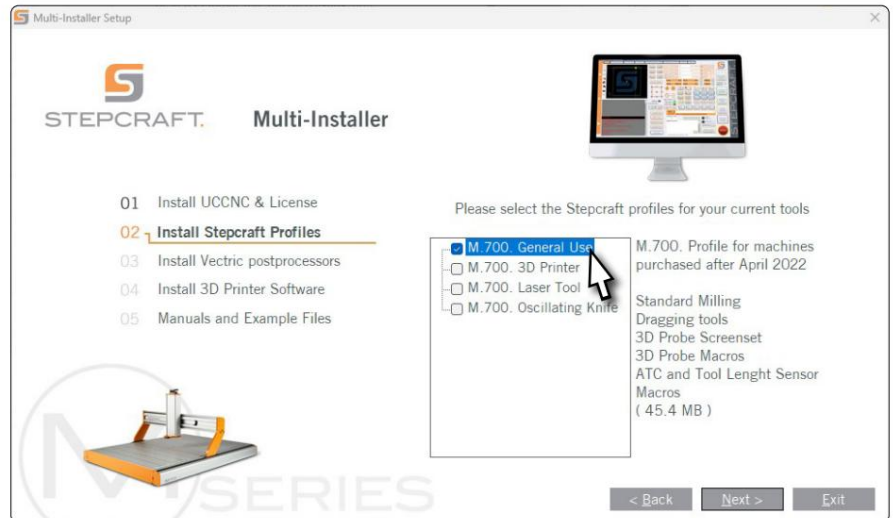 Multi-Installer Setup
STEPCRAFT.
Multi-Installer
01 Install UCCNC & License
02 Install Stepcraft Profiles
03 Install Vectric postprocessors
04 Install 3D Printer Software
05 Manuals and Example Files
Please select the Stepcraft profiles for your current tools
M.700. General Use
M.700. 3D Printer
M.700. Laser Tool
M.700. Oscillating Knife
M.700. Profile for machines
purchased after April 2022
Standard Milling
Dragging tools
3D Probe Screenset
3D Probe Macros
ATC and Tool Lenght Sensor
Macros
( 45.4 MB )
M SERIES
< Back
Next >
Exit